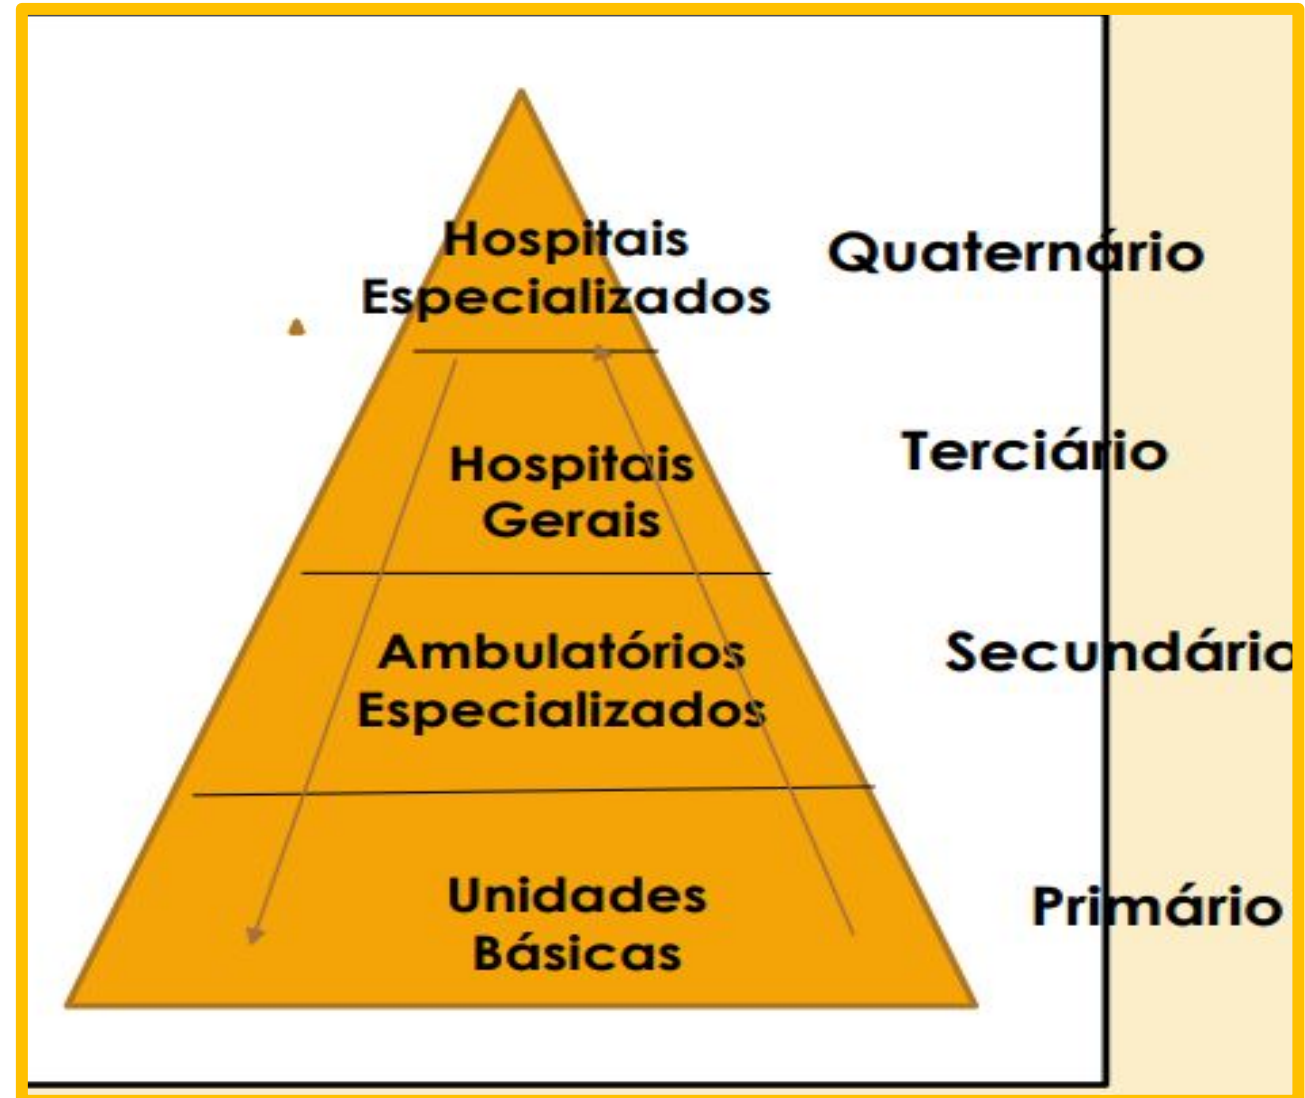 Hospitais
Especializados
Quaternário
Hospitais
Gerais
Terciário
Ambulatórios
Especializados
Secundário
Unidades
Básicas
Primário